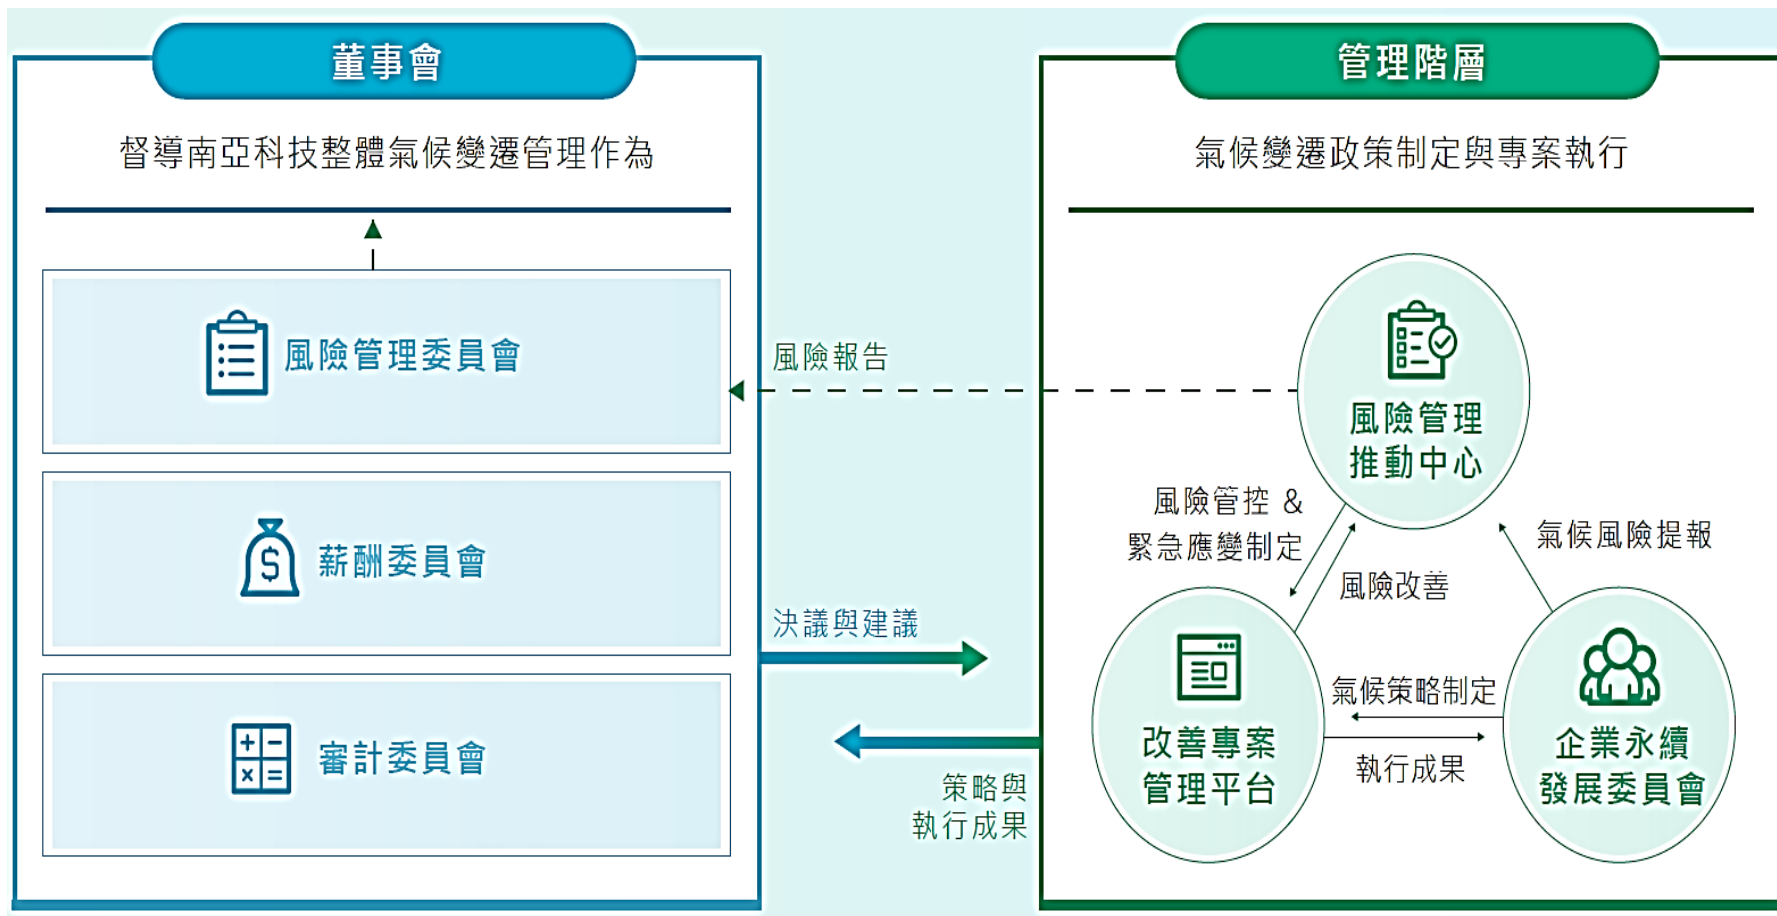 董事會
督導南亞科技整體氣候變遷管理作為
風險管理委員會
薪酬委員會
審計委員會
風險報告
決議與建議
策略與
執行成果
管理階層
氣候變遷政策制定與專案執行
風險管理
推動中心
風險管控 &
緊急應變制定
風險改善
氣候風險提報
改善專案
管理平台
氣候策略制定
執行成果
企業永續
發展委員會